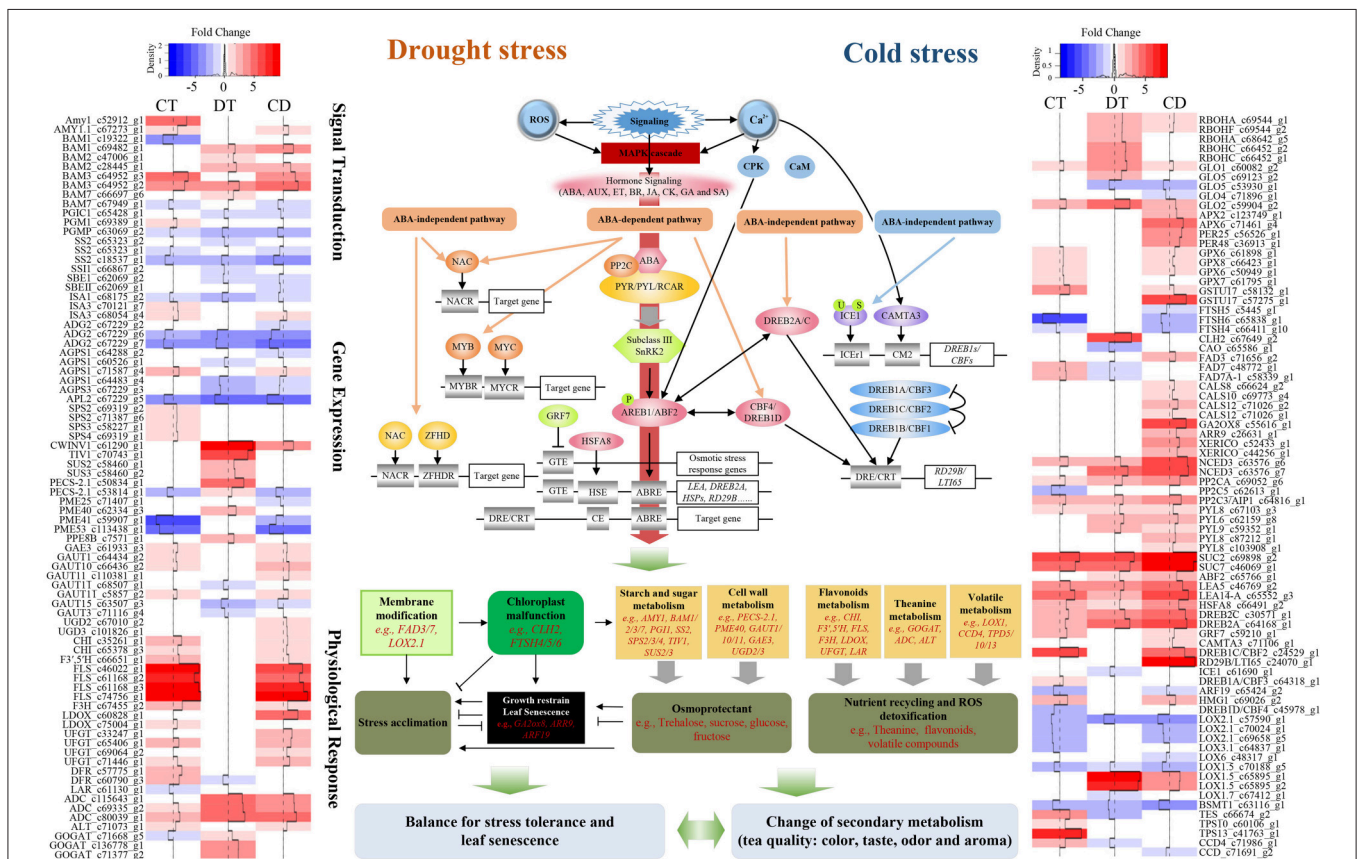 Fold Change
Density
2
1
0
-5
5
CT
DT
CD
Amy1_c52912_g1
AMY1.1_c67273_g1
BAM1_c19322_g1
BAM1_c69482_g1
BAM2_c47006_g1
BAM2_c28445_g1
BAM3_c64952_g3
BAM3_c64952_g2
BAM7_c66697_g6
BAM7_c67949_g1
PGIC1_c65428_g1
PGM1_c69389_g1
PGMP_c63069_g2
SS2_c65323_g2
SS2_c65323_g1
SS2_c18537_g1
SSII_c66867_g2
SBE1_c62069_g2
SBEII_c62069_g1
ISA1_c68175_g2
ISA3_c70121_g7
ISA3_c68054_g4
ADG2_c67229_g2
ADG2_c67229_g6
ADG2_c67229_g7
AGPS1_c64288_g2
AGPS1_c60526_g1
AGPS1_c71587_g4
AGPS1_c64483_g4
AGPS3_c67229_g3
APL2_c67229_g5
SPS2_c69319_g2
SPS2_c71387_g1
SPS3_c58227_g1
SPS4_c69319_g1
CWINV1_c61290_g1
TIV1_c70743_g1
SUS2_c58460_g1
SUS3_c58460_g2
PECS-2.1_c50834_g1
PECS-2.1_c53814_g1
PME25_c71407_g1
PME40_c62334_g2
PME41_c59907_g1
PME53_c113438_g1
PPE8B_c7571_g1
GAE3_c61933_g3
GAUT1_c64434_g2
GAUT10_c66436_g2
GAUT11_c110381_g1
GAUT11_c68507_g1
GAUT11_c5857_g2
GAUT15_c63507_g3
GAUT3_c71116_g4
UGD2_c67010_g2
UGD3_c101826_g1
CHI_c35261_g1
CHI_c65378_g3
F3',5'H_c66651_g1
FLS_c46022_g1
FLS_c61168_g2
FLS_c61168_g3
FLS_c74756_g1
F3H_c67455_g2
LDOX_c60828_g1
LDOX_c75004_g1
UFGT_c33247_g1
UFGT_c65406_g1
UFGT_c69064_g2
UFGT_c71446_g1
DFR_c57775_g1
DFR_c60790_g3
LAR_c61130_g1
ADC_c115643_g1
ADC_c69335_g2
ADC_c80039_g1
ALT_c71073_g1
GOGAT_c71668_g5
GOGAT_c136778_g1
GOGAT_c71377_g2
Signal Transduction
Gene Expression
Physiological Response
Drought stress
Cold stress
ROS
Signaling
Ca2+
MAPK cascade
CPK
CaM
Hormone Signaling
(ABA, AUX, ET, BR, JA, CK, GA and SA)
ABA-independent pathway
ABA-dependent pathway
ABA-independent pathway
ABA-independent pathway
NAC
PP2C
ABA
PYR/PYL/RCAR
NACR
Target gene
DREB2A/C
U
S
ICE1
CAMTA3
MYB
MYC
Subclass III
SnRK2
ICEr1
CM2
DREB1s/
CBFs
MYBR
MYCR
Target gene
DREB1A/CBF3
DREB1C/CBF2
DREB1B/CBF1
P
AREB1/ABF2
CBF4/
DREB1D
GRF7
NAC
ZFHD
HSFA8
GTE
Osmotic stress
response genes
NACR
ZFHDR
Target gene
DRE/CRT
RD29B/
LTI65
GTE
HSE
ABRE
LEA, DREB2A,
HSPs, RD29B......
DRE/CRT
CE
ABRE
Target gene
Membrane
modification
e.g., FAD3/7,
LOX2.1
Chloroplast
malfunction
e.g., CLH2,
FTSH4/5/6
Starch and sugar
metabolism
e.g., AMY1, BAM1/
2/3/7, PGI1, SS2,
SPS2/3/4, TIV1,
SUS2/3
Cell wall
metabolism
e.g., PECS-2.1,
PME40, GAUT1/
10/11, GAE3,
UGD2/3
Flavonoids
metabolism
e.g., CHI,
F3',5'H, FLS,
F3H, LDOX,
UFGT, LAR
Theanine
metabolism
e.g., GOGAT,
ADC, ALT
Volatile
metabolism
e.g., LOX1,
CCD4, TPD5/
10/13
Stress acclimation
Growth restrain
Leaf Senescence
e.g., GA2ox8, ARR9,
ARF19
Osmoprotectant
e.g., Trehalose, sucrose, glucose,
fructose
Nutrient recycling and ROS
detoxification
e.g., Theanine, flavonoids,
volatile compounds
Balance for stress tolerance and
leaf senescence
Change of secondary metabolism
(tea quality: color, taste, odor and aroma)
Fold Change
Density
1.5
1.0
0.5
0
-5
0
5
CT
DT
CD
RBOHA_c69544_g1
RBOHF_c69544_g2
RBOHA_c68642_g5
RBOHC_c66452_g2
RBOHC_c66452_g1
GLO1_c60082_g2
GLO5_c69123_g2
GLO5_c53930_g1
GLO4_c71896_g1
GLO2_c59904_g2
APX2_c123749_g1
APX6_c71461_g4
PER25_c56526_g1
PER48_c36913_g1
GPX6_c61898_g1
GPX8_c66423_g1
GPX6_c50949_g1
GPX7_c61795_g1
GSTU17_c58132_g1
GSTU17_c57275_g1
FTSH5_c5445_g1
FTSH6_c65838_g1
FTSH4_c66411_g10
CLH2_c67649_g2
CAO_c65586_g1
FAD3_c71656_g2
FAD7_c48772_g1
FAD7A-1_c58339_g1
CALS8_c66624_g2
CALS10_c69773_g4
CALS12_c71026_g2
CALS12_c71026_g1
GA2OX8_c55616_g1
ARR9_c26631_g1
XERICO_c52433_g1
XERICO_c44256_g1
NCED3_c63576_g6
NCED3_c63576_g7
PP2CA_c69052_g6
PP2C5_c62613_g1
PP2C3/AIP1_c64816_g1
PYL8_c67103_g3
PYL6_c62159_g8
PYL9_c59352_g1
PYL8_c87212_g1
PYL8_c103908_g1
SUC2_c69898_g2
SUC7_c46069_g1
ABF2_c65766_g1
LEA5_c46769_g2
LEA14-A_c65552_g3
HSFA8_c66491_g2
DREB2C_c30571_g1
DREB2A_c64168_g1
GRF7_c59210_g1
CAMTA3_c71106_g1
DREB1C/CBF2_c24529_g1
RD29B/LTI65_c24070_g1
ICE1_c61690_g1
DREB1A/CBF3_c64318_g1
ARF19_c65424_g2
HMG1_c69026_g2
DREBID/CBF4_c45978_g1
LOX2.1_c57590_g1
LOX2.1_c70024_g1
LOX2.1_c69658_g5
LOX3.1_c64837_g1
LOX6_c48317_g1
LOX1.5_c70188_g5
LOX1.5_c65895_g1
LOX1.5_c65895_g2
LOX1.7_c67412_g1
BSMT1_c63116_g1
TES_c66674_g2
TPST0_c60106_g1
TPS13_c41763_g1
CCD4_c71986_g1
CCD_c71691_g2